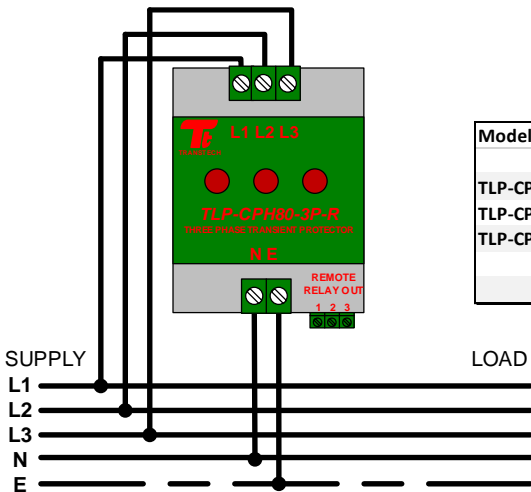 L1 L2 L3
TLP-CPH80-3P-R
THREE PHASE TRANSIENT PROTECTOR
N E
REMOTE
RELAY OUT
1 2 3
Model
TLP-CP
TLP-CP
TLP-CP
SUPPLY
LOAD
L1
L2
L3
N
E